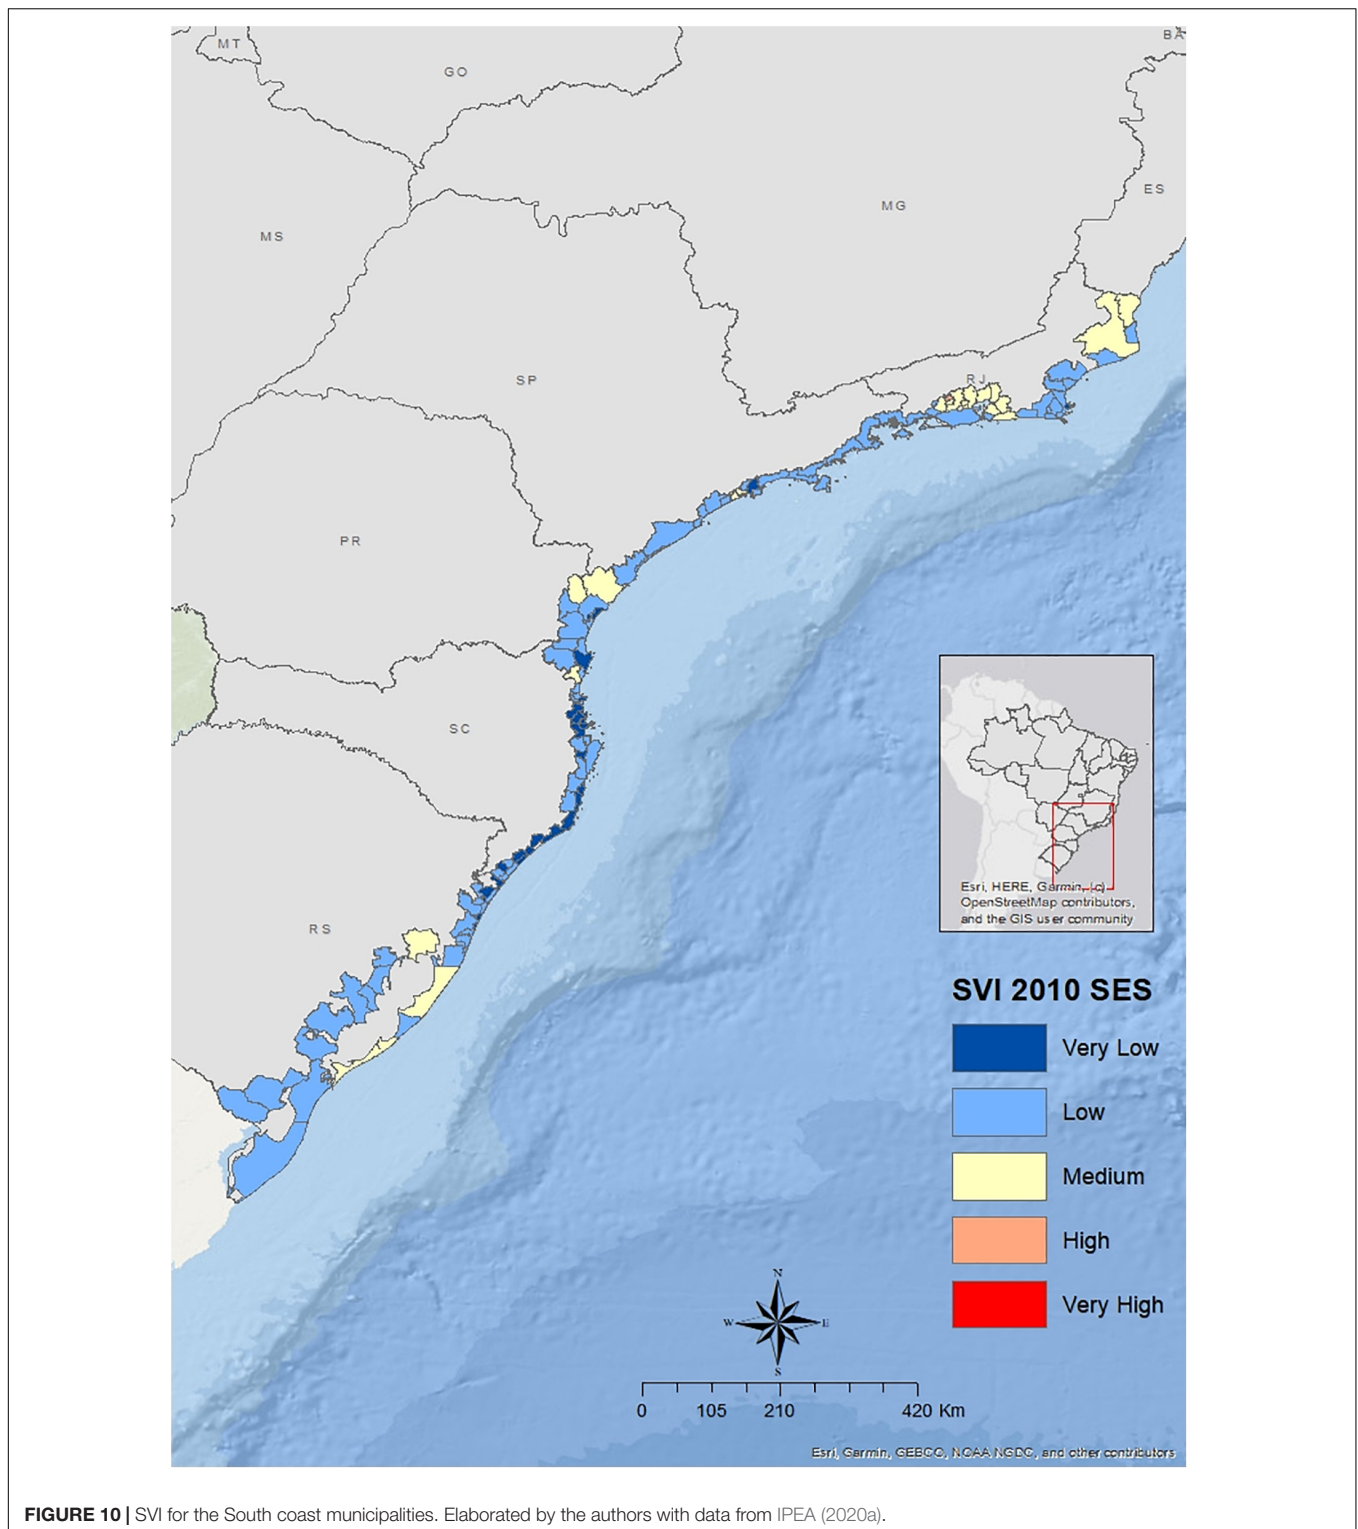 MT
GO
BA
ES
MG
MS
SP
RJ
PR
SC
RS
Esri, HERE, Garmin, (c)
OpenStreetMap contributors,
and the GIS user community
SVI 2010 SES
Very Low
Low
Medium
High
Very High
N
W E
S
0 105 210 420 Km
Esri, Garmin, GEBCO, NOAA NGDC, and other contributors
FIGURE 10 | SVI for the South coast municipalities. Elaborated by the authors with data from IPEA (2020a).